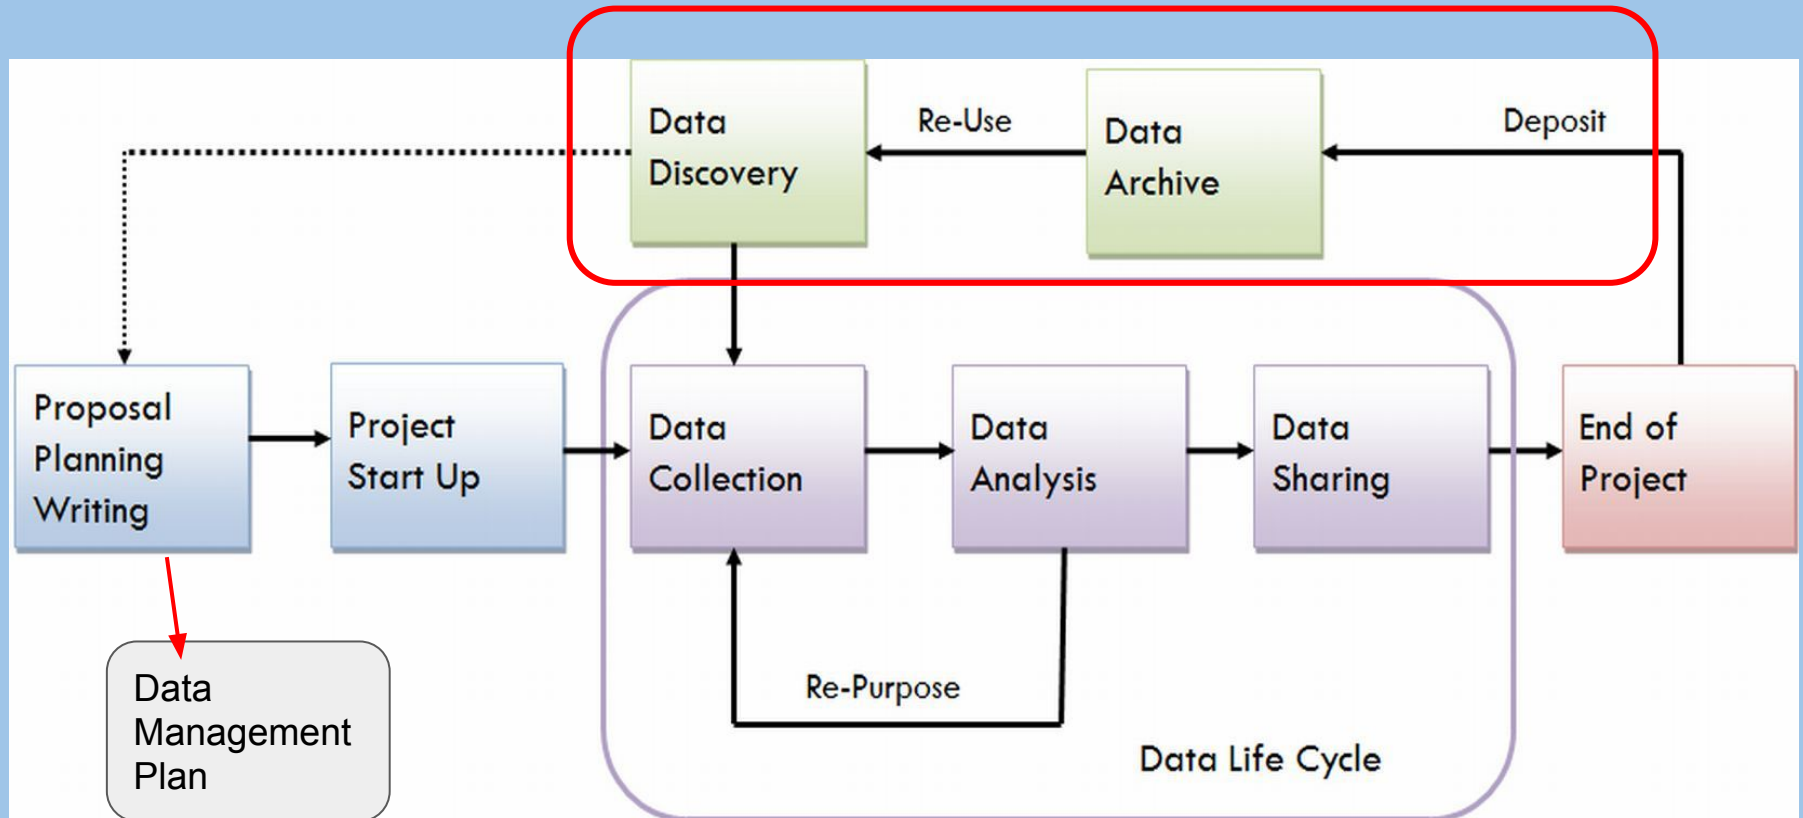 Data
Discovery
Re-Use
Data
Archive
Deposit
Proposal
Planning
Writing
Project
Start Up
Data
Collection
Data
Analysis
Data
Sharing
End of
Project
Re-Purpose
Data Life Cycle
Data
Management
Plan